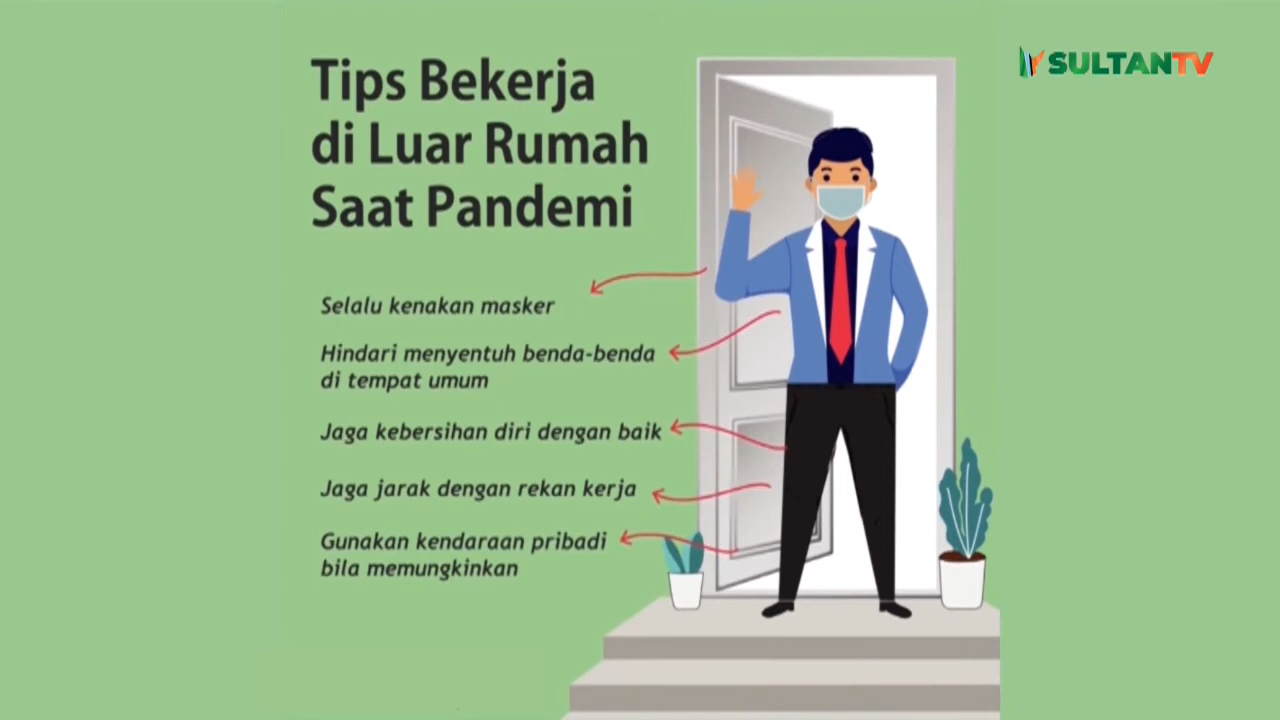 SULTANTV
Tips Bekerja
di Luar Rumah
Saat Pandemi
Selalu kenakan masker
Hindari menyentuh benda-benda
di tempat umum
Jaga kebersihan diri dengan baik
Jaga jarak dengan rekan kerja
Gunakan kendaraan pribadi
bila memungkinkan